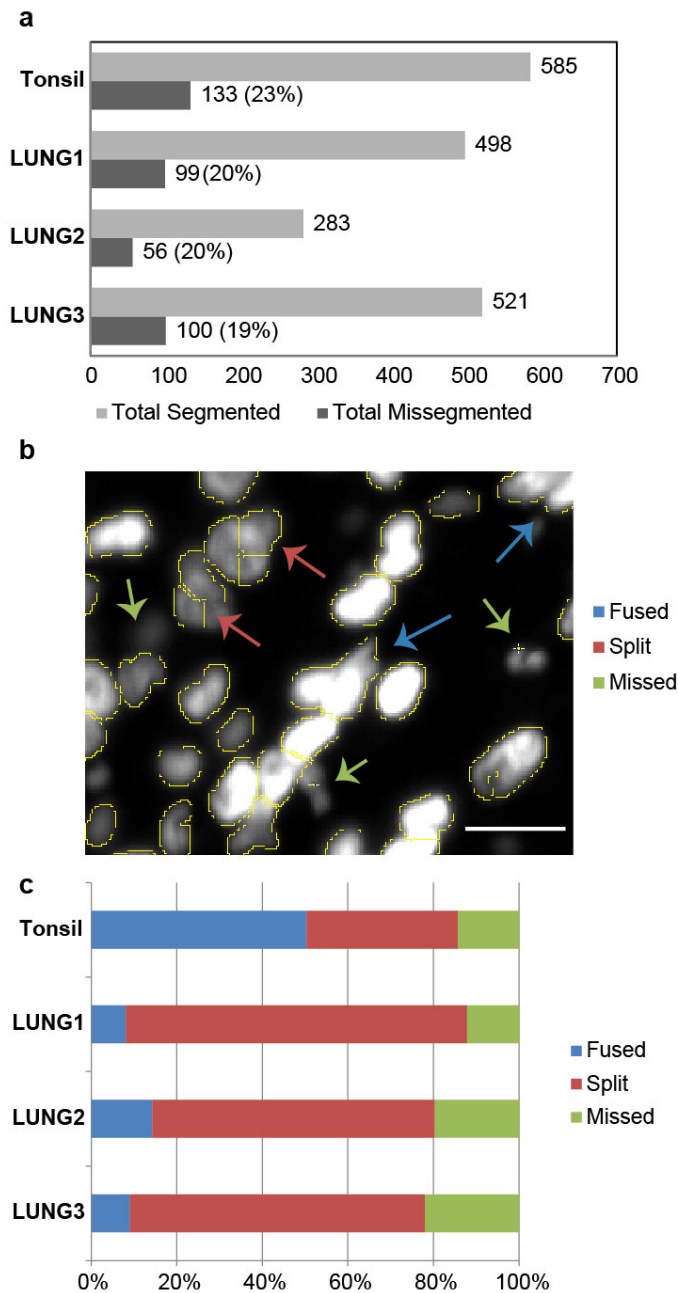 a
Tonsil
585
133 (23%)
LUNG1
498
99(20%)
LUNG2
283
56 (20%)
LUNG3
521
100 (19%)
0 100 200 300 400 500 600 700
Total Segmented Total Missegmented
b
Fused
Split
Missed
c
Tonsil
LUNG1
LUNG2
LUNG3
Fused
Split
Missed
0% 20% 40% 60% 80% 100%